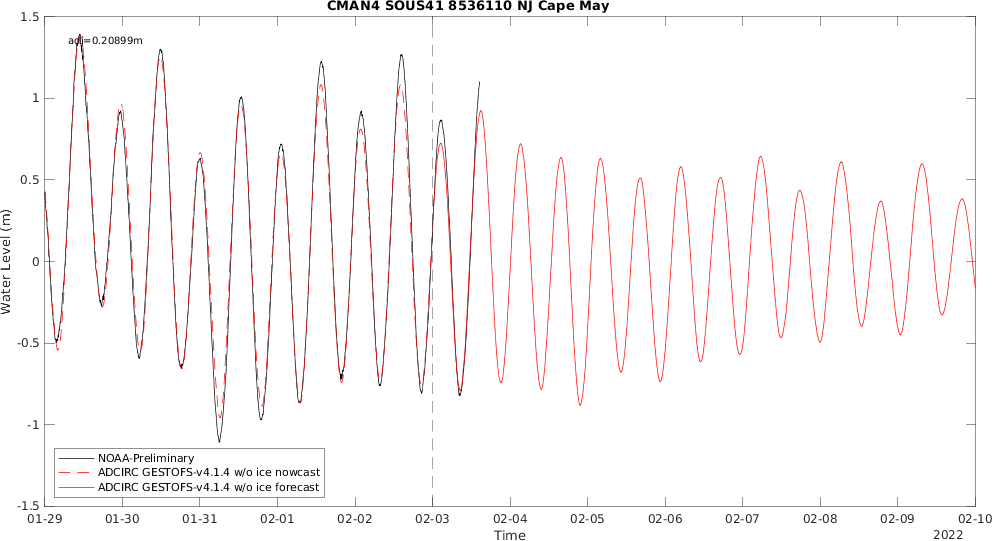 CMAN4 SOUS41 8536110 NJ Cape May
adj=0.20899m
1.5
1
0.5
0
-0.5
-1
-1.5
Water Level (m)
NOAA-Preliminary
ADCIRC GESTOFS-v4.1.4 w/o ice nowcast
ADCIRC GESTOFS-v4.1.4 w/o ice forecast
01-29 01-30 01-31 02-01 02-02 02-03 02-04 02-05 02-06 02-07 02-08 02-09 02-10
Time
2022